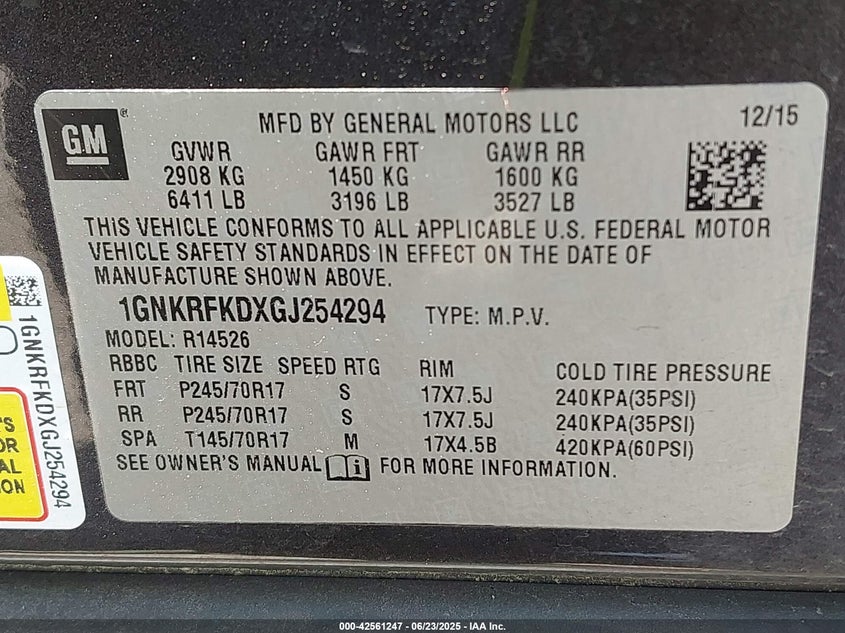 GM
MFD BY GENERAL MOTORS LLC 12/15
GVWR GAWR FRT GAWR RR
2908 KG 1450 KG 1600 KG
6411 LB 3196 LB 3527 LB
THIS VEHICLE CONFORMS TO ALL APPLICABLE U.S. FEDERAL MOTOR
VEHICLE SAFETY STANDARDS IN EFFECT ON THE DATE OF
MANUFACTURE SHOWN ABOVE.
1GNKRFKDXGJ254294 TYPE: M.P.V.
MODEL: R14526
RBBC TIRE SIZE SPEED RTG RIM COLD TIRE PRESSURE
FRT P245/70R17 S 17X7.5J 240KPA(35PSI)
RR P245/70R17 S 17X7.5J 240KPA(35PSI)
SPA T145/70R17 M 17X4.5B 420KPA(60PSI)
SEE OWNER'S MANUAL FOR MORE INFORMATION.
1GNKRFKDXGJ254294
000-42561247 - 06/23/2025 - IAA Inc.